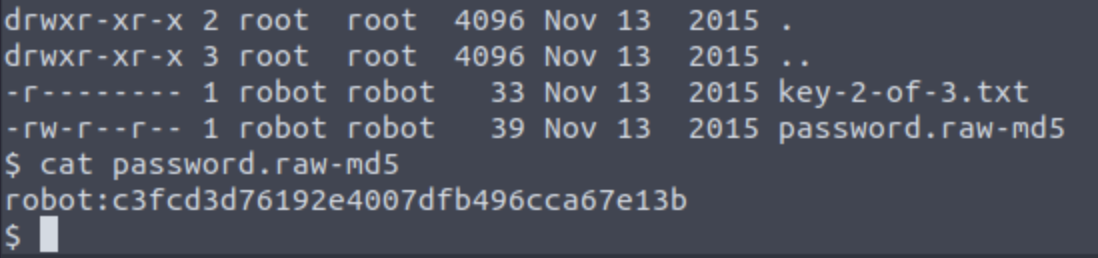 drwxr-xr-x 2 root  root  4096 Nov 13  2015 .
drwxr-xr-x 3 root  root  4096 Nov 13  2015 ..
-r-------- 1 robot robot   33 Nov 13  2015 key-2-of-3.txt
-rw-r--r-- 1 robot robot   39 Nov 13  2015 password.raw-md5
$ cat password.raw-md5
robot:c3fcd3d76192e4007dfb496cca67e13b
$